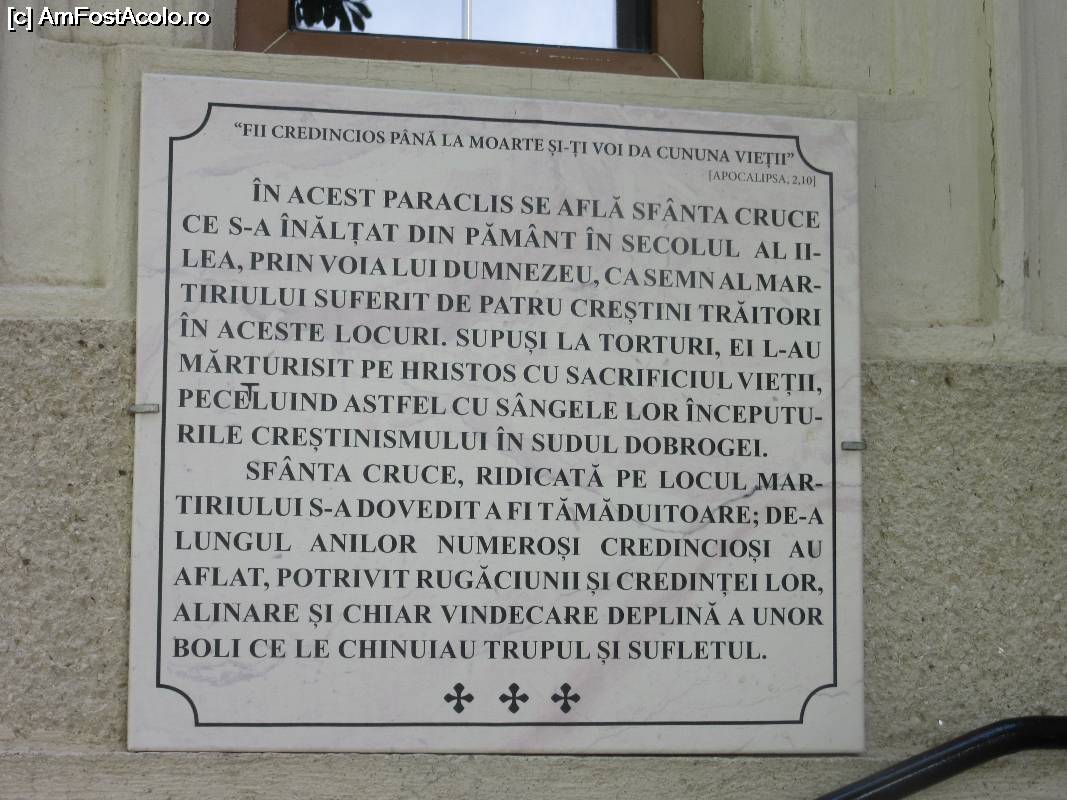 [c] AmFostAcolo.ro
“FII CREDINCIOS PÂNĂ LA MOARTE ȘI-ȚI VOI DA CUNUNA VIEȚII”
[APOCALIPSA, 2,10]
ÎN ACEST PARACLIS SE AFLĂ SFÂNTA CRUCE
CE S-A ÎNĂLȚAT DIN PĂMÂNT ÎN SECOLUL AL II-
LEA, PRIN VOIA LUI DUMNEZEU, CA SEMN AL MAR-
TIRIULUI SUFERIT DE PATRU CREȘTINI TRĂITORI
ÎN ACESTE LOCURI. SUPUȘI LA TORTURI, EI L-AU
MĂRTURISIT PE HRISTOS CU SACRIFICIUL VIEȚII,
PECETLUIND ASTFEL CU SÂNGELE LOR ÎNCEPUTU-
RILE CREȘTINISMULUI ÎN SUDUL DOBROGEI.
SFÂNTA CRUCE, RIDICATĂ PE LOCUL MAR-
TIRIULUI S-A DOVEDIT A FI TĂMĂDUITOARE; DE-A
LUNGUL ANILOR NUMEROȘI CREDINCIOȘI AU
AFLAT, POTRIVIT RUGĂCIUNII ȘI CREDINȚEI LOR,
ALINARE ȘI CHIAR VINDECARE DEPLINĂ A UNOR
BOLI CE LE CHINUIAU TRUPUL ȘI SUFLETUL.